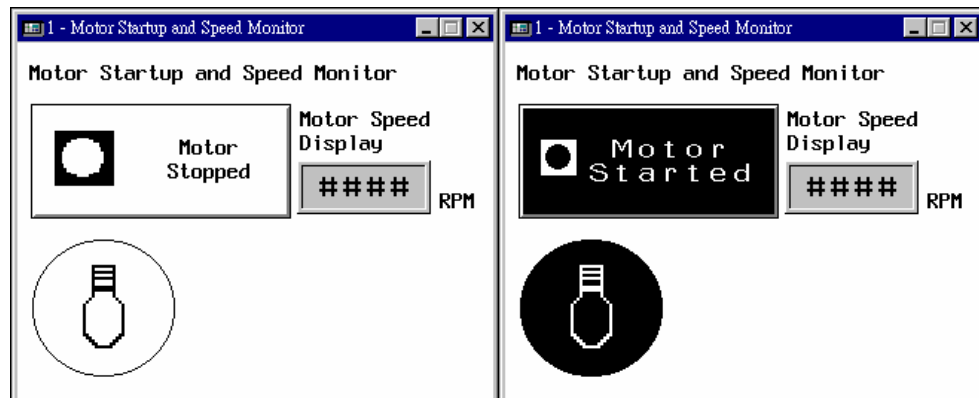 1 - Motor Startup and Speed Monitor
Motor Startup and Speed Monitor
Motor
Stopped
Motor Speed
Display
####
RPM
1 - Motor Startup and Speed Monitor
Motor Startup and Speed Monitor
Motor
Started
Motor Speed
Display
####
RPM